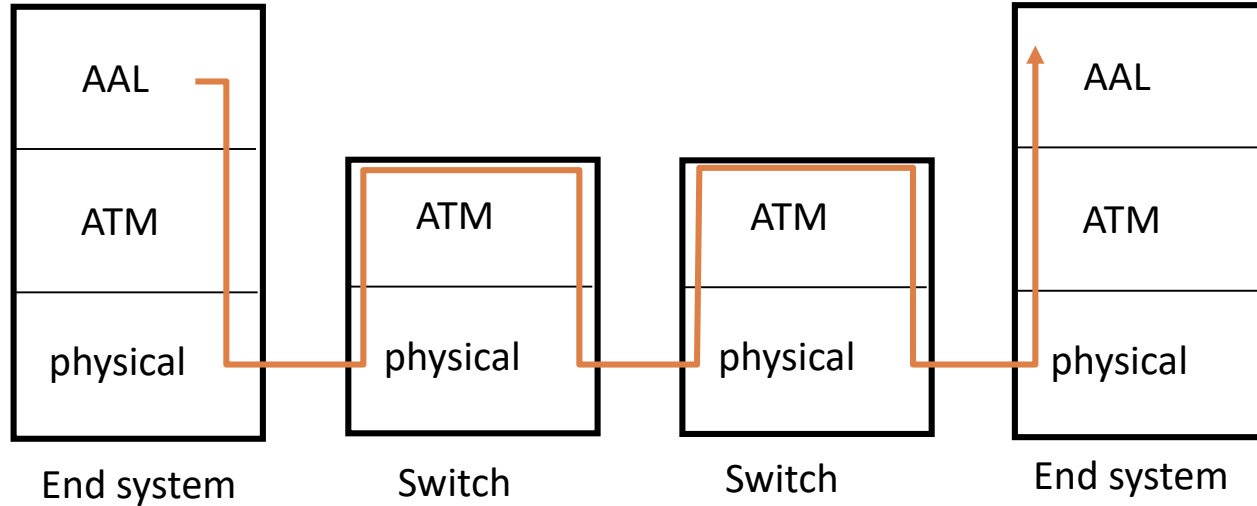 AAL
ATM
physical
End system
ATM
physical
Switch
ATM
physical
Switch
AAL
ATM
physical
End system